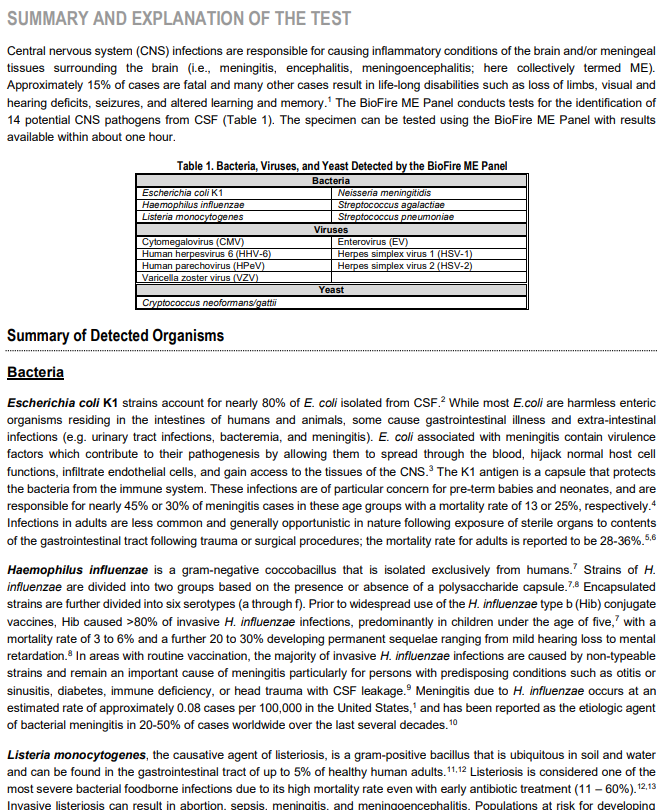 SUMMARY AND EXPLANATION OF THE TEST
Central nervous system (CNS) infections are responsible for causing inflammatory conditions of the brain and/or meningeal
tissues surrounding the brain (i.e., meningitis, encephalitis, meningoencephalitis; here collectively termed ME).
Approximately 15% of cases are fatal and many other cases result in life-long disabilities such as loss of limbs, visual and
hearing deficits, seizures, and altered learning and memory.1 The BioFire ME Panel conducts tests for the identification of
14 potential CNS pathogens from CSF (Table 1). The specimen can be tested using the BioFire ME Panel with results
available within about one hour.
Table 1. Bacteria, Viruses, and Yeast Detected by the BioFire ME Panel
Bacteria
Escherichia coli K1 Neisseria meningitidis
Haemophilus influenzae Streptococcus agalactiae
Listeria monocytogenes Streptococcus pneumoniae
Viruses
Cytomegalovirus (CMV) Enterovirus (EV)
Human herpesvirus 6 (HHV-6) Herpes simplex virus 1 (HSV-1)
Human parechovirus (HPeV) Herpes simplex virus 2 (HSV-2)
Varicella zoster virus (VZV)
Yeast
Cryptococcus neoformans/gattii
Summary of Detected Organisms
Bacteria
Escherichia coli K1 strains account for nearly 80% of E. coli isolated from CSF.2 While most E.coli are harmless enteric
organisms residing in the intestines of humans and animals, some cause gastrointestinal illness and extra-intestinal
infections (e.g. urinary tract infections, bacteremia, and meningitis). E. coli associated with meningitis contain virulence
factors which contribute to their pathogenesis by allowing them to spread through the blood, hijack normal host cell
functions, infiltrate endothelial cells, and gain access to the tissues of the CNS.3 The K1 antigen is a capsule that protects
the bacteria from the immune system. These infections are of particular concern for pre-term babies and neonates, and are
responsible for nearly 45% or 30% of meningitis cases in these age groups with a mortality rate of 13 or 25%, respectively.4
Infections in adults are less common and generally opportunistic in nature following exposure of sterile organs to contents
of the gastrointestinal tract following trauma or surgical procedures; the mortality rate for adults is reported to be 28-36%.5,6
Haemophilus influenzae is a gram-negative coccobacillus that is isolated exclusively from humans.7 Strains of H.
influenzae are divided into two groups based on the presence or absence of a polysaccharide capsule.7,8 Encapsulated
strains are further divided into six serotypes (a through f). Prior to widespread use of the H. influenzae type b (Hib) conjugate
vaccines, Hib caused >80% of invasive H. influenzae infections, predominantly in children under the age of five,7 with a
mortality rate of 3 to 6% and a further 20 to 30% developing permanent sequelae ranging from mild hearing loss to mental
retardation.8 In areas with routine vaccination, the majority of invasive H. influenzae infections are caused by non-typeable
strains and remain an important cause of meningitis particularly for persons with predisposing conditions such as otitis or
sinusitis, diabetes, immune deficiency, or head trauma with CSF leakage.9 Meningitis due to H. influenzae occurs at an
estimated rate of approximately 0.08 cases per 100,000 in the United States,1 and has been reported as the etiologic agent
of bacterial meningitis in 20-50% of cases worldwide over the last several decades.10
Listeria monocytogenes, the causative agent of listeriosis, is a gram-positive bacillus that is ubiquitous in soil and water
and can be found in the gastrointestinal tract of up to 5% of healthy human adults.11,12 Listeriosis is considered one of the
most severe bacterial foodborne infections due to its high mortality rate even with early antibiotic treatment (11 – 60%).12,13
Invasive listeriosis can result in abortion, sepsis, meningitis, and meningoencephalitis. Populations at risk for developing